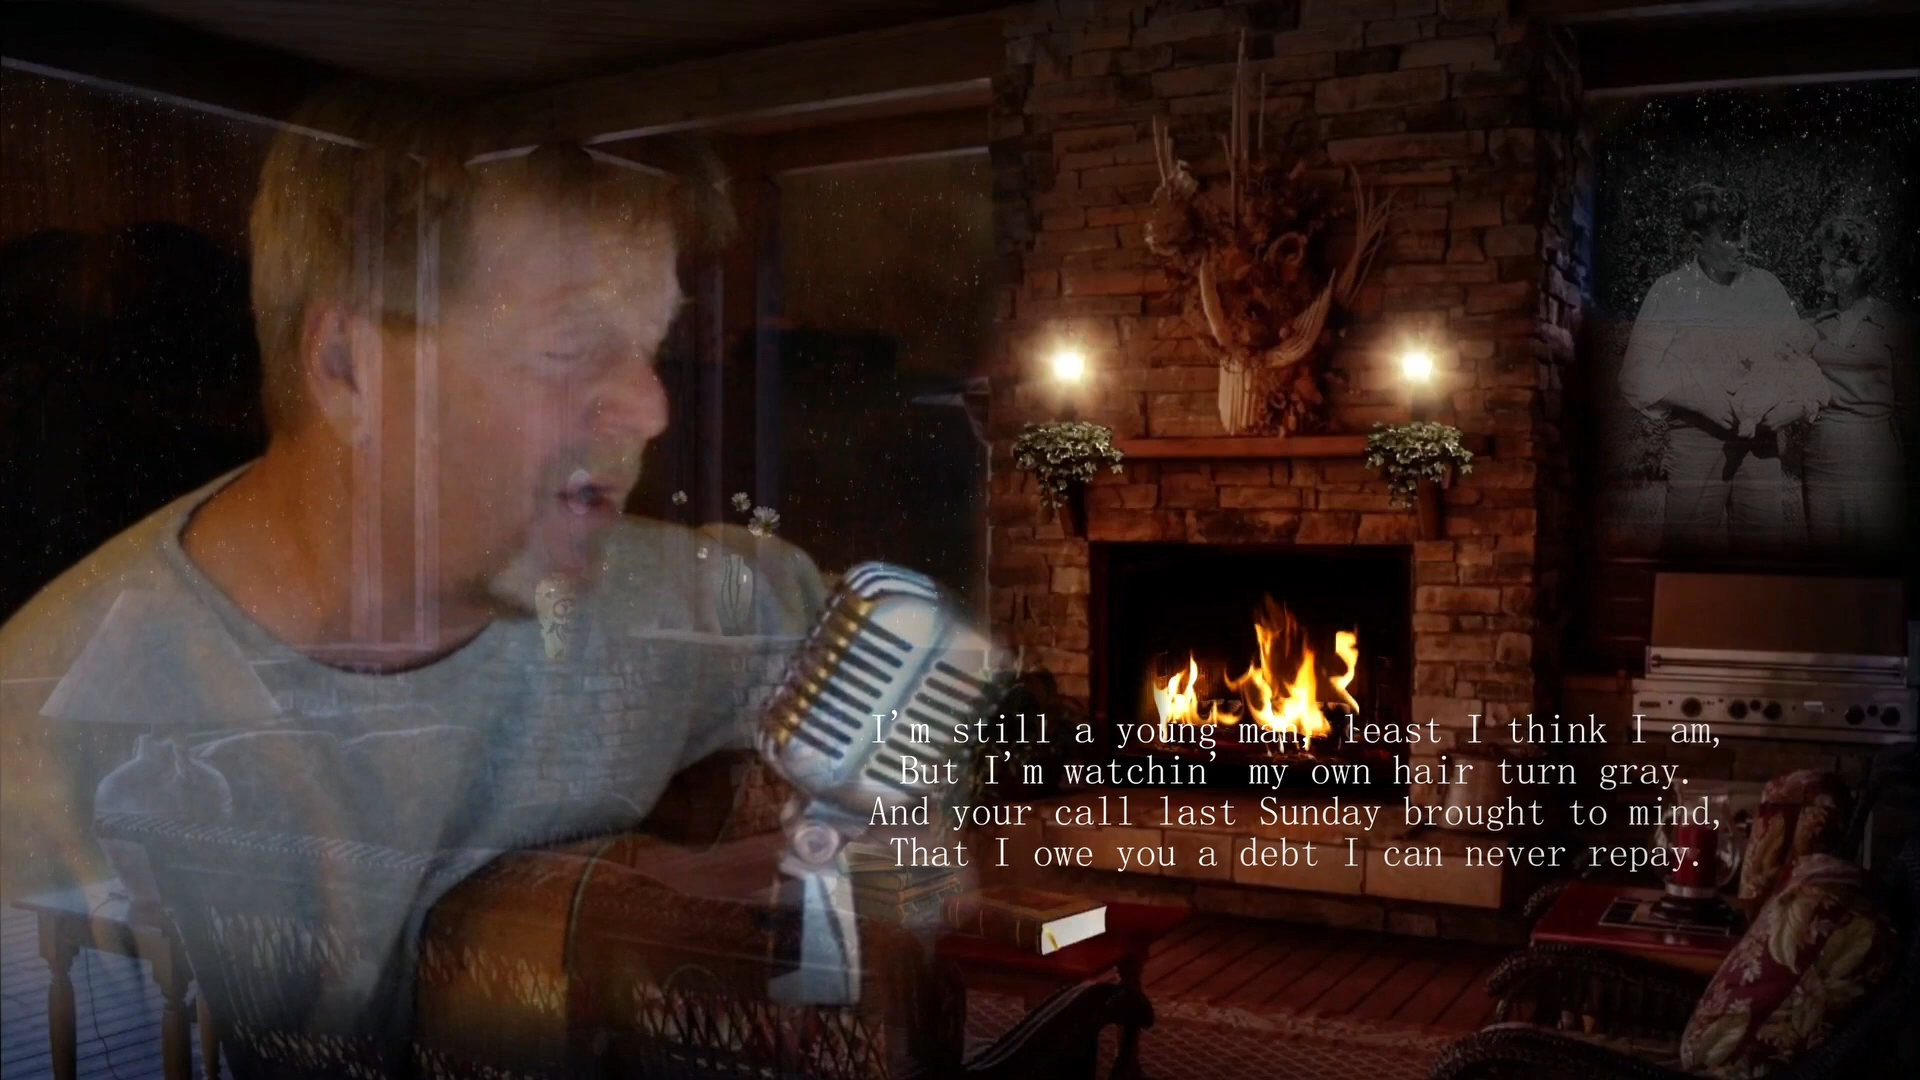 I'm still a young man, least I think I am,
But I'm watchin' my own hair turn gray.
And your call last Sunday brought to mind,
That I owe you a debt I can never repay.